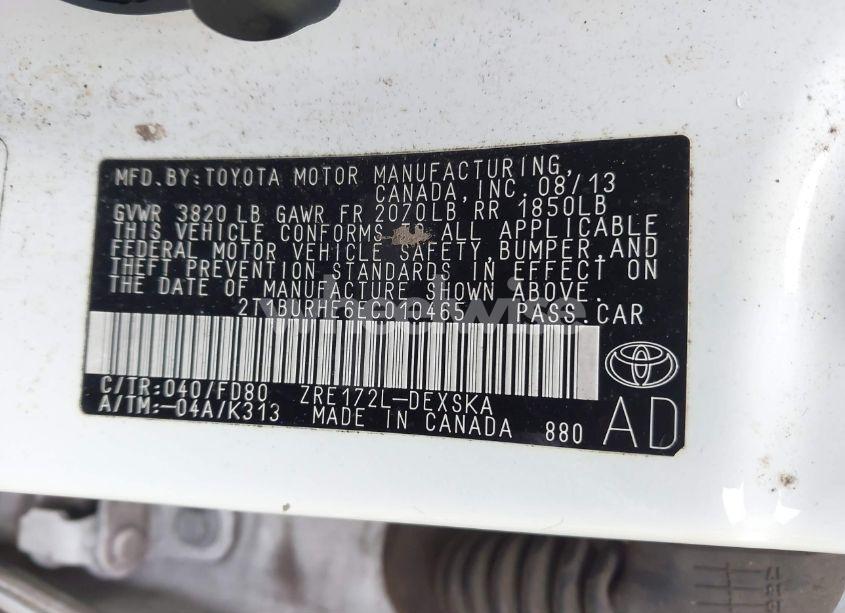 MFD. BY: TOYOTA MOTOR MANUFACTURING,
CANADA, INC. 08/13
GVWR 3820 LB GAWR FR 2070LB RR 1850LB
THIS VEHICLE CONFORMS TO ALL APPLICABLE
FEDERAL MOTOR VEHICLE SAFETY, BUMPER, AND
THEFT PREVENTION STANDARDS IN EFFECT ON
THE DATE OF MANUFACTURE SHOWN ABOVE.
PASS. CAR
C/TR: 040/FD80 ZRE172L-DEXSKA
A/TM: -04A/K313 MADE IN CANADA 880
AD